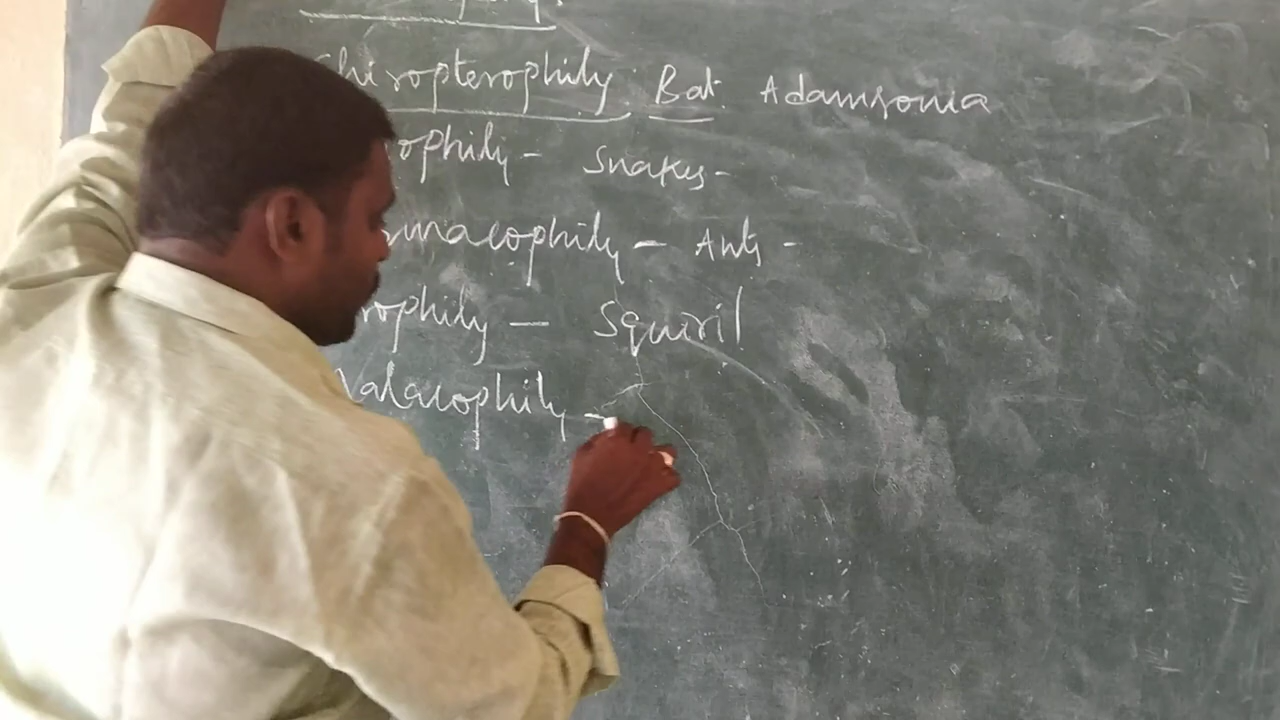 Chiropterophily: Bat. Adamsonia
ophily - Snakes-
macophily - Ants -
rophily - Squiril
Malacophily -